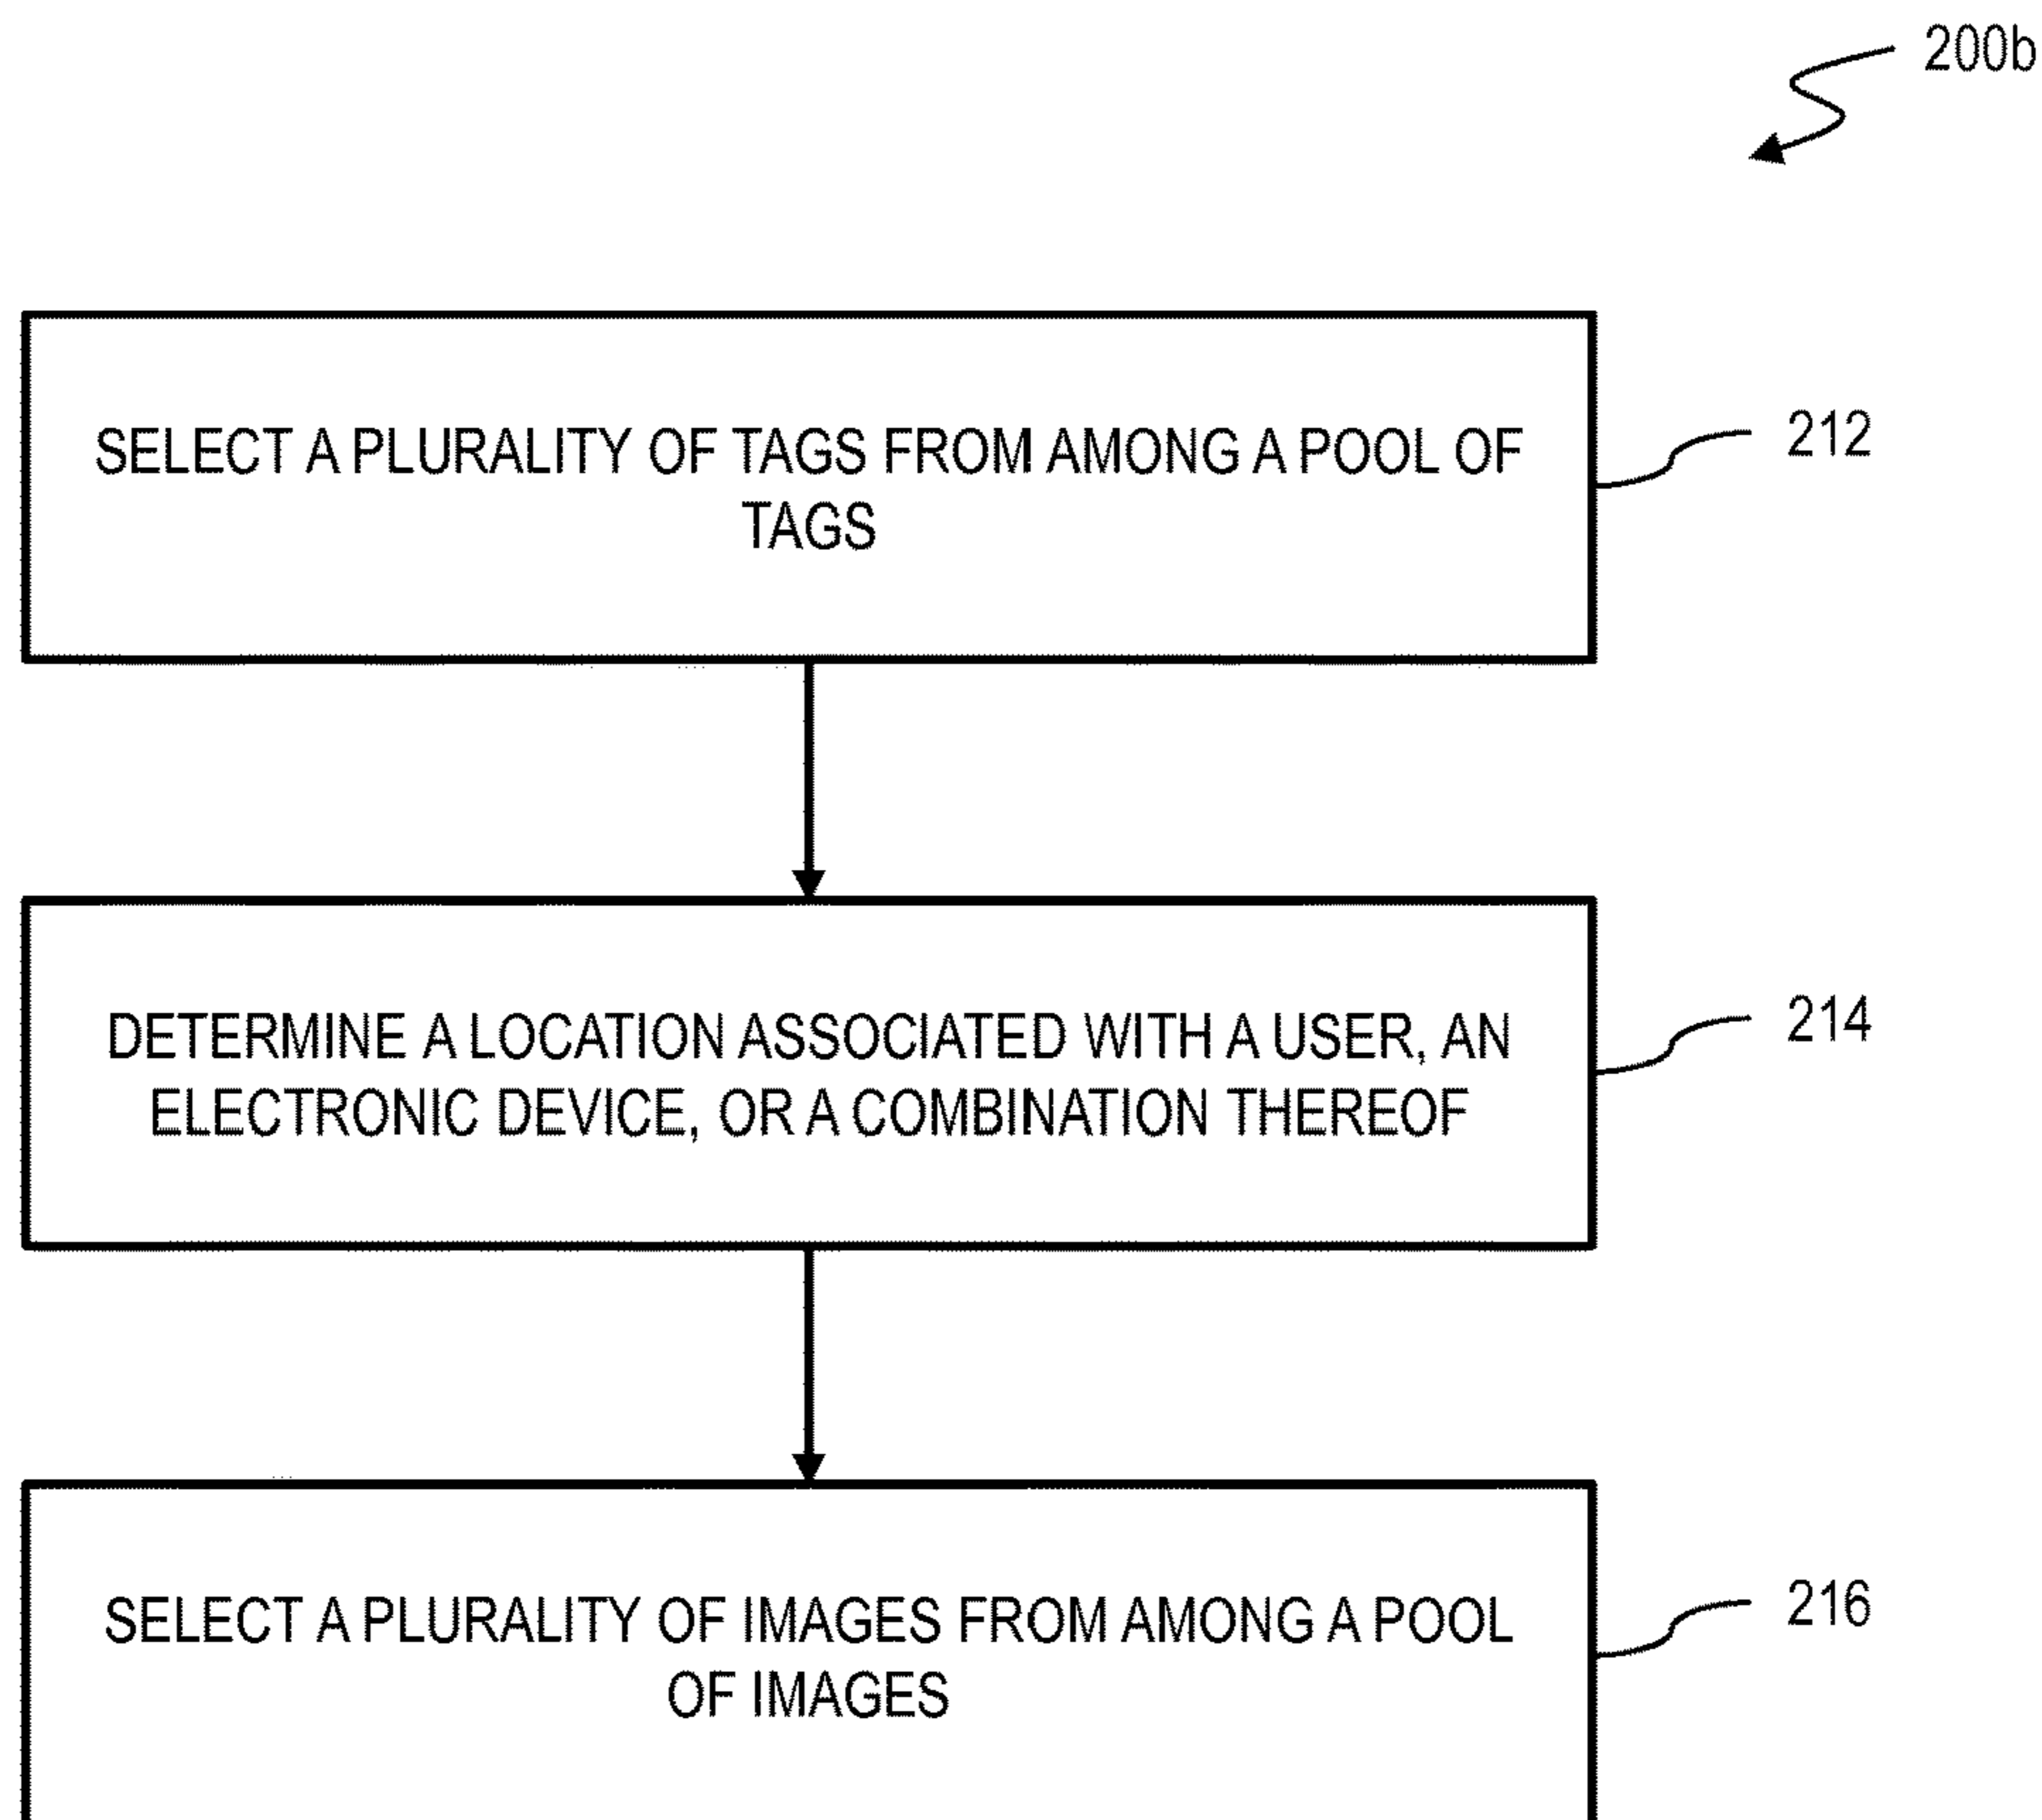 200b
SELECT A PLURALITY OF TAGS FROM AMONG A POOL OF
TAGS
212
DETERMINE A LOCATION ASSOCIATED WITH A USER, AN
ELECTRONIC DEVICE, OR A COMBINATION THEREOF
214
SELECT A PLURALITY OF IMAGES FROM AMONG A POOL
OF IMAGES
216